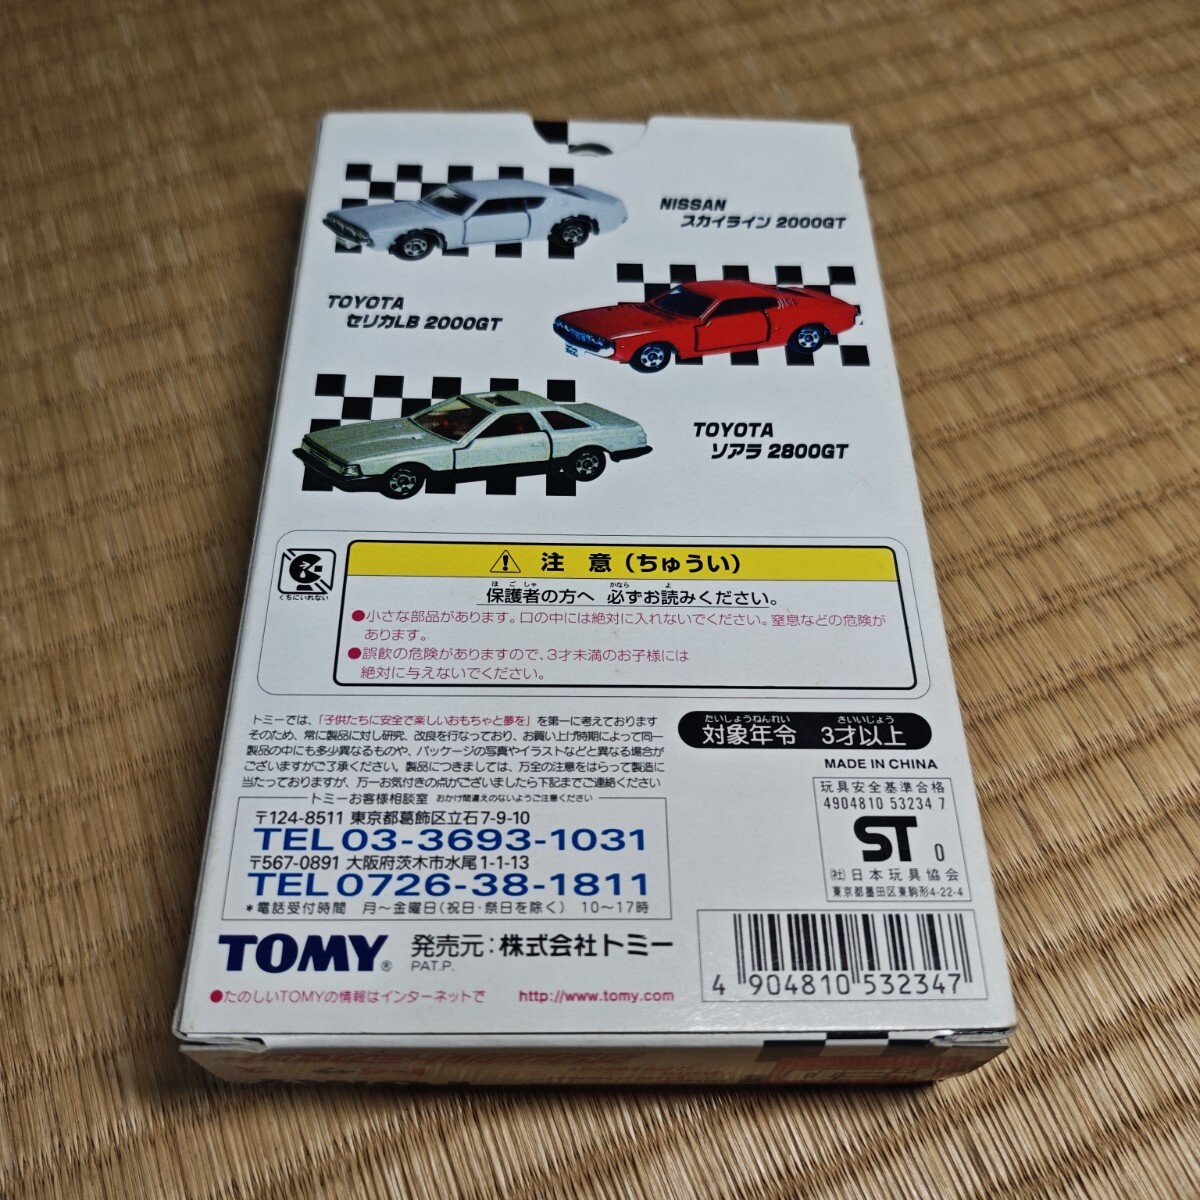 NISSAN
スカイライン 2000GT
TOYOTA
セリカLB 2000GT
TOYOTA
ソアラ 2800GT
くちにいれない
注 意（ちゅうい）
ほごしゃ かなら よ
保護者の方へ 必ずお読みください。
●小さな部品があります。口の中には絶対に入れないでください。窒息などの危険が
あります。
●誤飲の危険がありますので、3才未満のお子様には
絶対に与えないでください。
トミーでは、「子供たちに安全で楽しいおもちゃと夢を」を第一に考えております
そのため、常に製品に対し研究、改良を行なっており、お買い上げ時期によって同一
製品の中にも多少異なるものや、パッケージの写真やイラストなどと異なる場合が
ございますがご了承ください。製品につきましては、万全の注意をはらって製造に
当たっておりますが、万一お気付きの点がございましたら下記までご連絡ください
トミーお客様相談室 おかけ間違えのないようご注意ください
〒124-8511 東京都葛飾区立石7-9-10
TEL 03-3693-1031
〒567-0891 大阪府茨木市水尾1-1-13
TEL 0726-38-1811
＊電話受付時間 月～金曜日(祝日・祭日を除く) 10～17時
TOMY®
発売元：株式会社トミー
PAT.P.
●たのしいTOMYの情報はインターネットで http://www.tomy.com
たいしょうねんれい さいいじょう
対象年令 3才以上
MADE IN CHINA
玩具安全基準合格
4904810 53234 7
ST 0
(社)日本玩具協会
東京都墨田区東駒形4-22-4
4 904810 532347